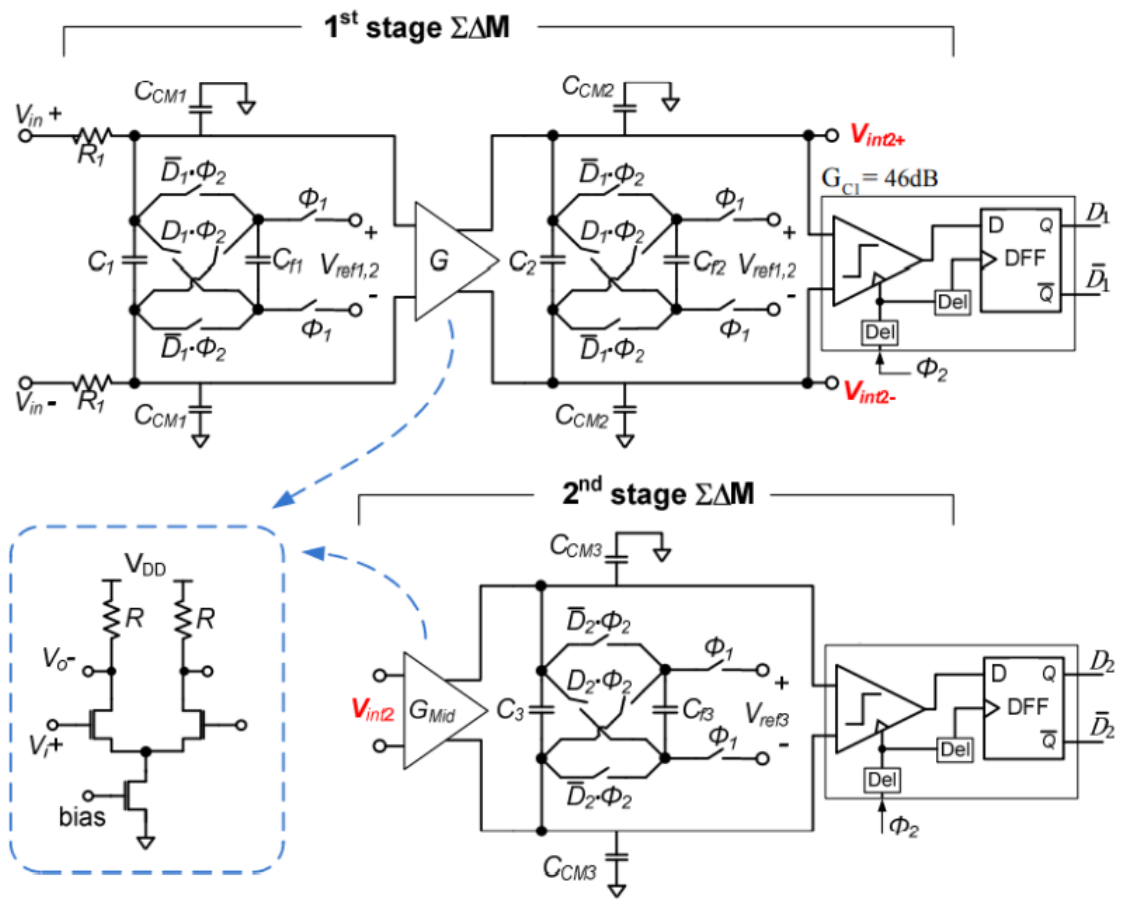 1st stage ΣΔM
CCM1
CCM2
Vin+
R1
D̅1·Φ2
Φ1
D1·Φ2
C1
Cf1
+
Vref1,2
-
Φ1
D̅1·Φ2
G
D̅1·Φ2
Φ1
D1·Φ2
C2
Cf2
+
Vref1,2
-
Φ1
D̅1·Φ2
Vint2+
GC1= 46dB
D Q
DFF
Q̅
Del
Del
Φ2
D1
D̅1
Vin-
R1
CCM1
CCM2
Vint2-
2nd stage ΣΔM
VDD
R R
Vo-
Vi+
bias
CCM3
Vint2
GMid
D̅2·Φ2
Φ1
D2·Φ2
C3
Cf3
+
Vref3
-
Φ1
D̅2·Φ2
CCM3
D Q
DFF
Q̅
Del
Del
Φ2
D2
D̅2